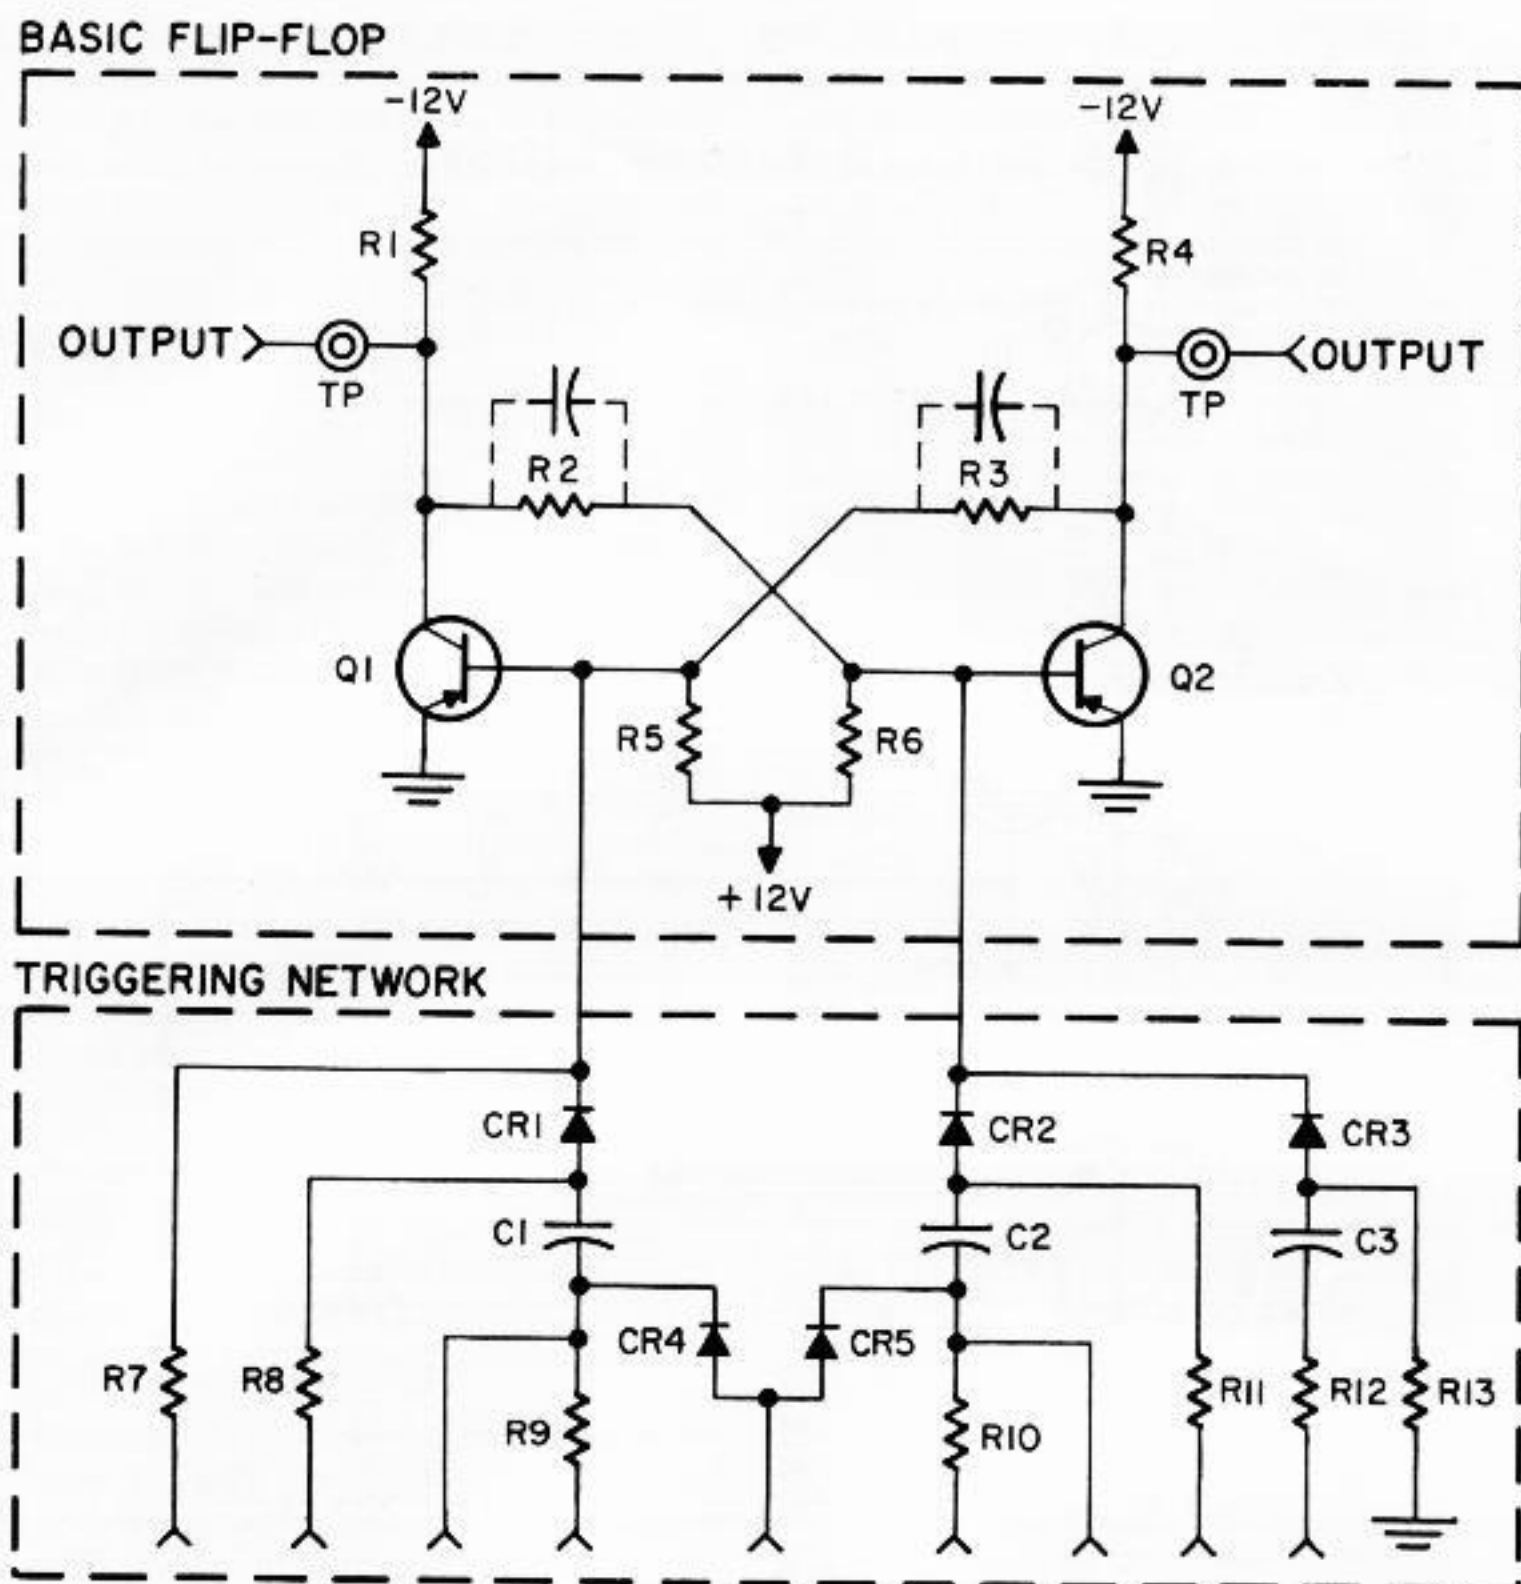 BASIC FLIP-FLOP
-12V
-12V
R1
R4
OUTPUT
TP
TP
OUTPUT
R2
R3
Q1
Q2
R5
R6
+12V
TRIGGERING NETWORK
CR1
CR2
CR3
C1
C2
C3
CR4
CR5
R7
R8
R9
R10
R11
R12
R13